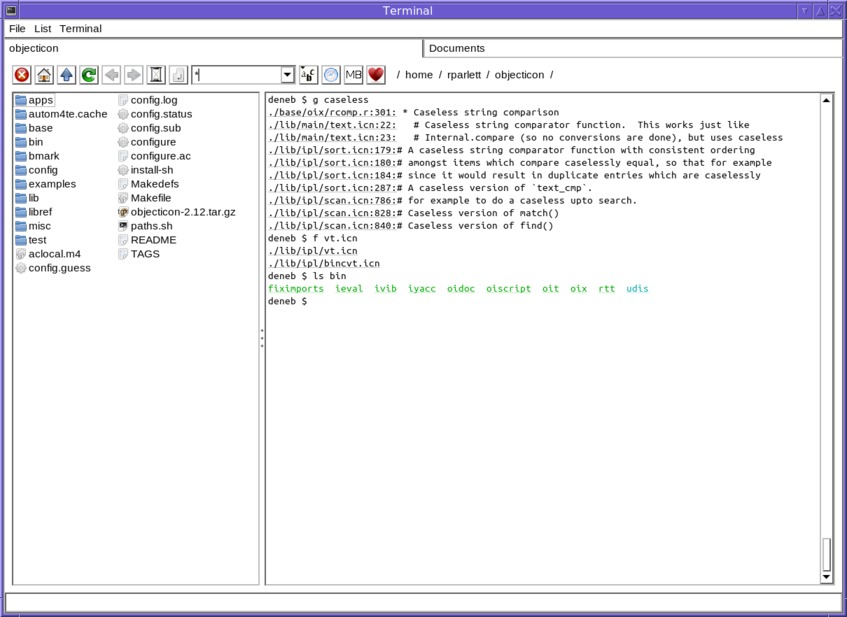 Terminal
File List Terminal
objecticon
Documents
* abc MB / home / rparlett / objecticon /
apps
autom4te.cache
base
bin
bmark
config
examples
lib
libref
misc
test
aclocal.m4
config.guess
config.log
config.status
config.sub
configure
configure.ac
install-sh
Makedefs
Makefile
objecticon-2.12.tar.gz
paths.sh
README
TAGS
deneb $ g caseless
./base/oix/rcomp.r:301: * Caseless string comparison
./lib/main/text.icn:22:   # Caseless string comparator function.  This works just like
./lib/main/text.icn:23:   # Internal.compare (so no conversions are done), but uses caseless
./lib/ipl/sort.icn:179:# A caseless string comparator function with consistent ordering
./lib/ipl/sort.icn:180:# amongst items which compare caselessly equal, so that for example
./lib/ipl/sort.icn:184:# since it would result in duplicate entries which are caselessly
./lib/ipl/sort.icn:287:# A caseless version of `text_cmp`.
./lib/ipl/scan.icn:786:# for example to do a caseless upto search.
./lib/ipl/scan.icn:828:# Caseless version of match()
./lib/ipl/scan.icn:840:# Caseless version of find()
deneb $ f vt.icn
./lib/ipl/vt.icn
./lib/ipl/bincvt.icn
deneb $ ls bin
fiximports  ieval  ivib  iyacc  oidoc  oiscript  oit  oix  rtt  udis
deneb $